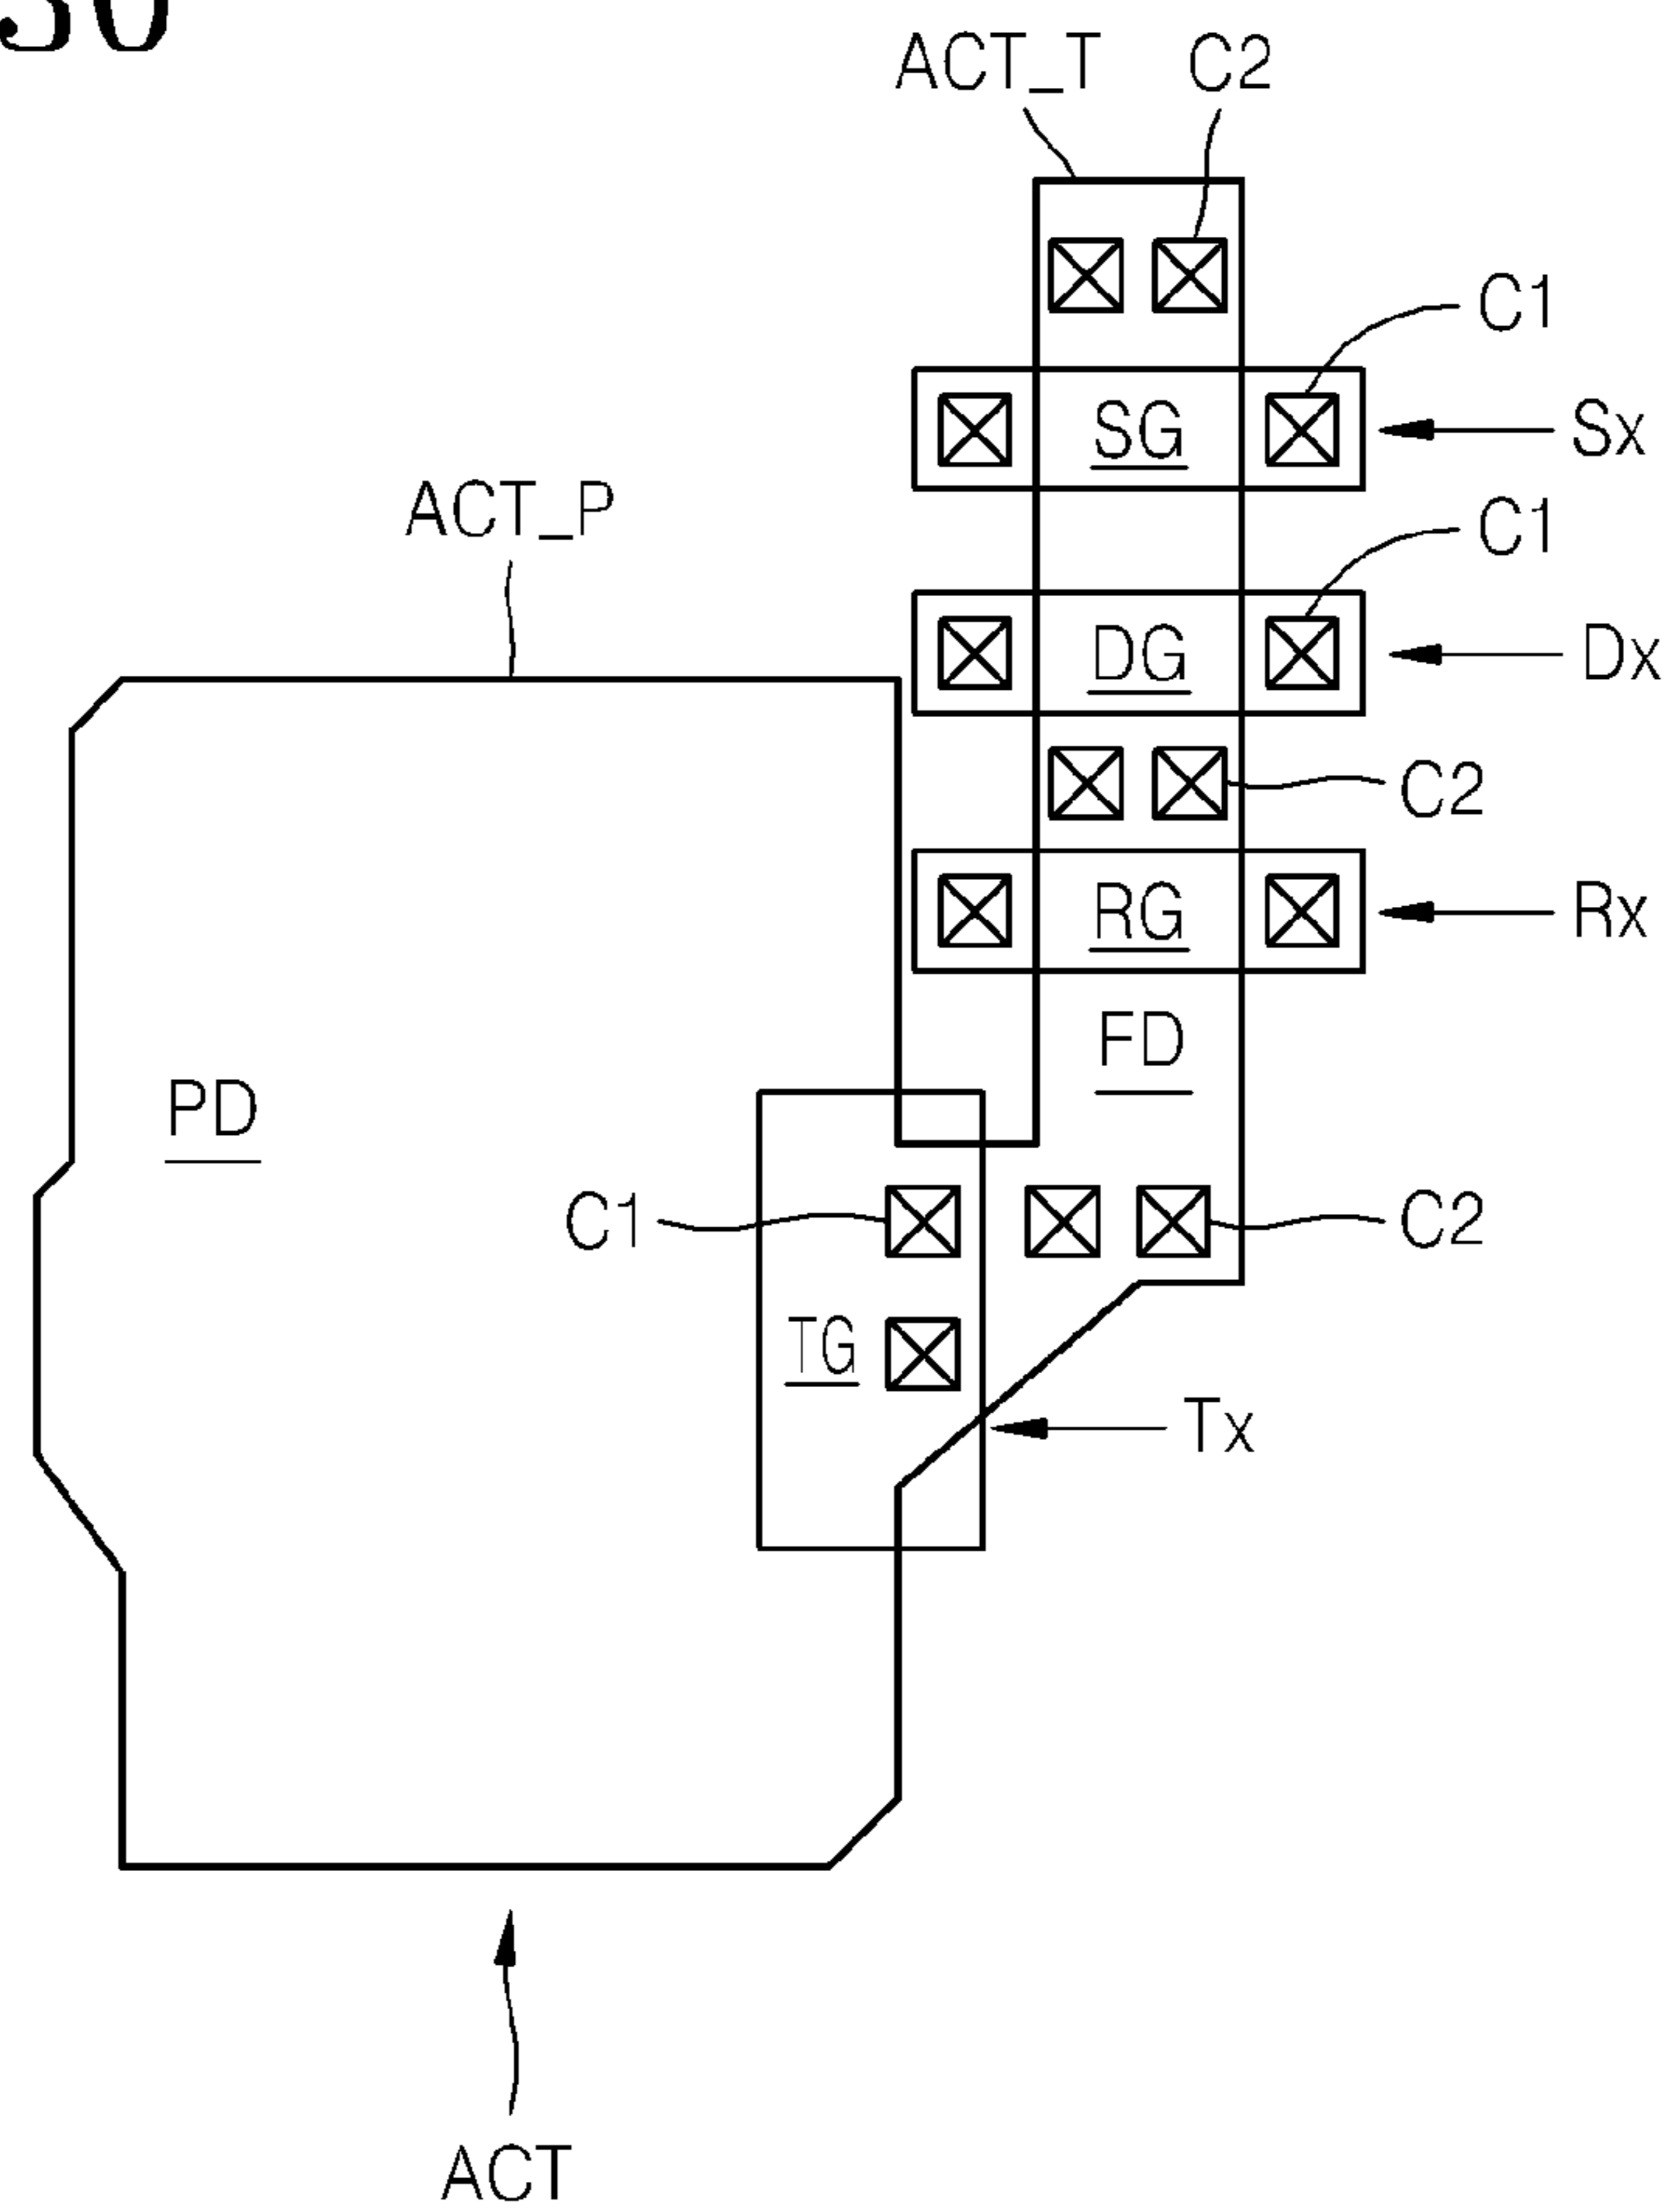 30
ACT_T C2
C1
SG Sx
ACT_P C1
DG Dx
C2
RG Rx
FD
PD
C1 C2
TG
Tx
ACT